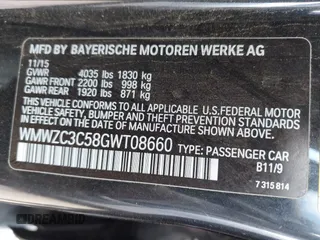 MFD BY BAYERISCHE MOTOREN WERKE AG
11/15
GVWR 4035 lbs 1830 kg
GAWR FRONT 2200 lbs 998 kg
GAWR REAR 1920 lbs 871 kg
THIS VEHICLE CONFORMS TO ALL APPLICABLE U.S. FEDERAL MOTOR
VEHICLE SAFETY, BUMPER AND THEFT PREVENTION STANDARDS IN
EFFECT ON THE DATE OF MANUFACTURE SHOWN ABOVE.
WMWZC3C58GWT08660 TYPE: PASSENGER CAR
B11/9
7 315 814